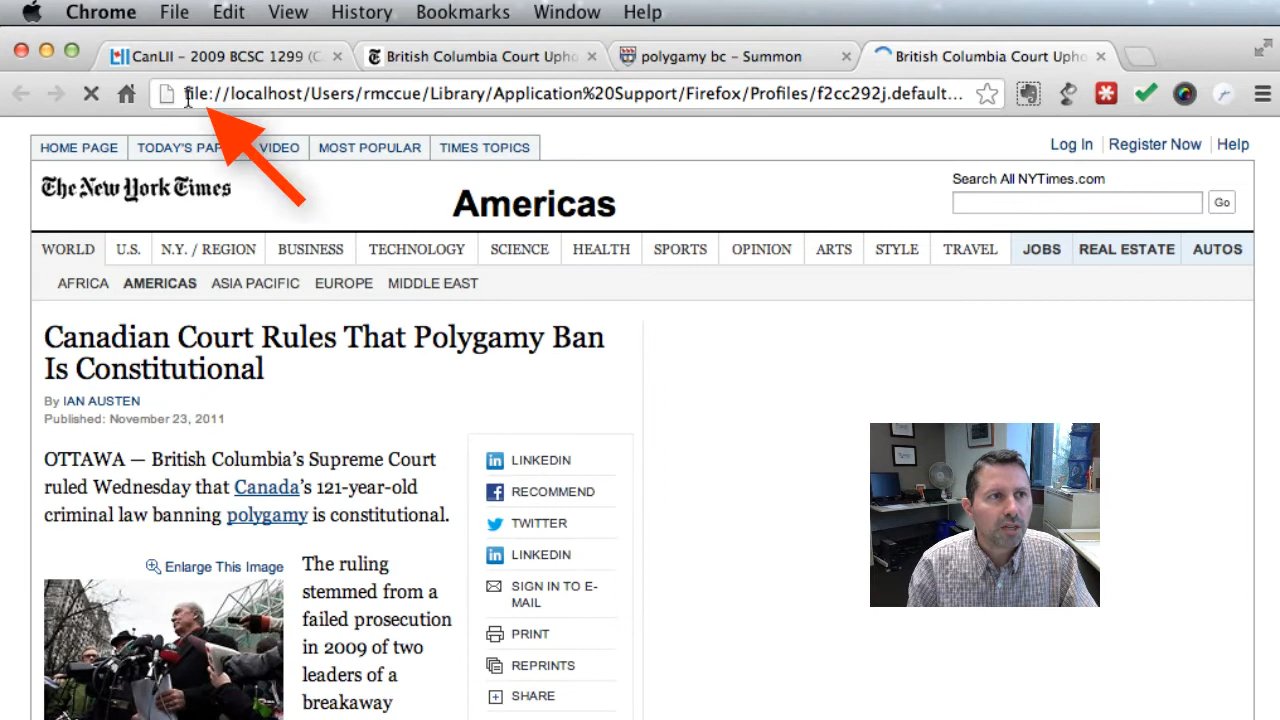 Chrome File Edit View History Bookmarks Window Help
CanLII - 2009 BCSC 1299 (C
British Columbia Court Upho
polygamy bc - Summon
British Columbia Court Upho
file://localhost/Users/rmccue/Library/Application%20Support/Firefox/Profiles/f2cc292j.default...
HOME PAGE TODAY'S PAP VIDEO MOST POPULAR TIMES TOPICS
Log In Register Now Help
The New York Times
Americas
Search All NYTimes.com
Go
WORLD U.S. N.Y. / REGION BUSINESS TECHNOLOGY SCIENCE HEALTH SPORTS OPINION ARTS STYLE TRAVEL JOBS REAL ESTATE AUTOS
AFRICA AMERICAS ASIA PACIFIC EUROPE MIDDLE EAST
Canadian Court Rules That Polygamy Ban
Is Constitutional
By IAN AUSTEN
Published: November 23, 2011
OTTAWA — British Columbia's Supreme Court
ruled Wednesday that Canada's 121-year-old
criminal law banning polygamy is constitutional.
Enlarge This Image
The ruling
stemmed from a
failed prosecution
in 2009 of two
leaders of a
breakaway
LINKEDIN
RECOMMEND
TWITTER
LINKEDIN
SIGN IN TO E-
MAIL
PRINT
REPRINTS
SHARE